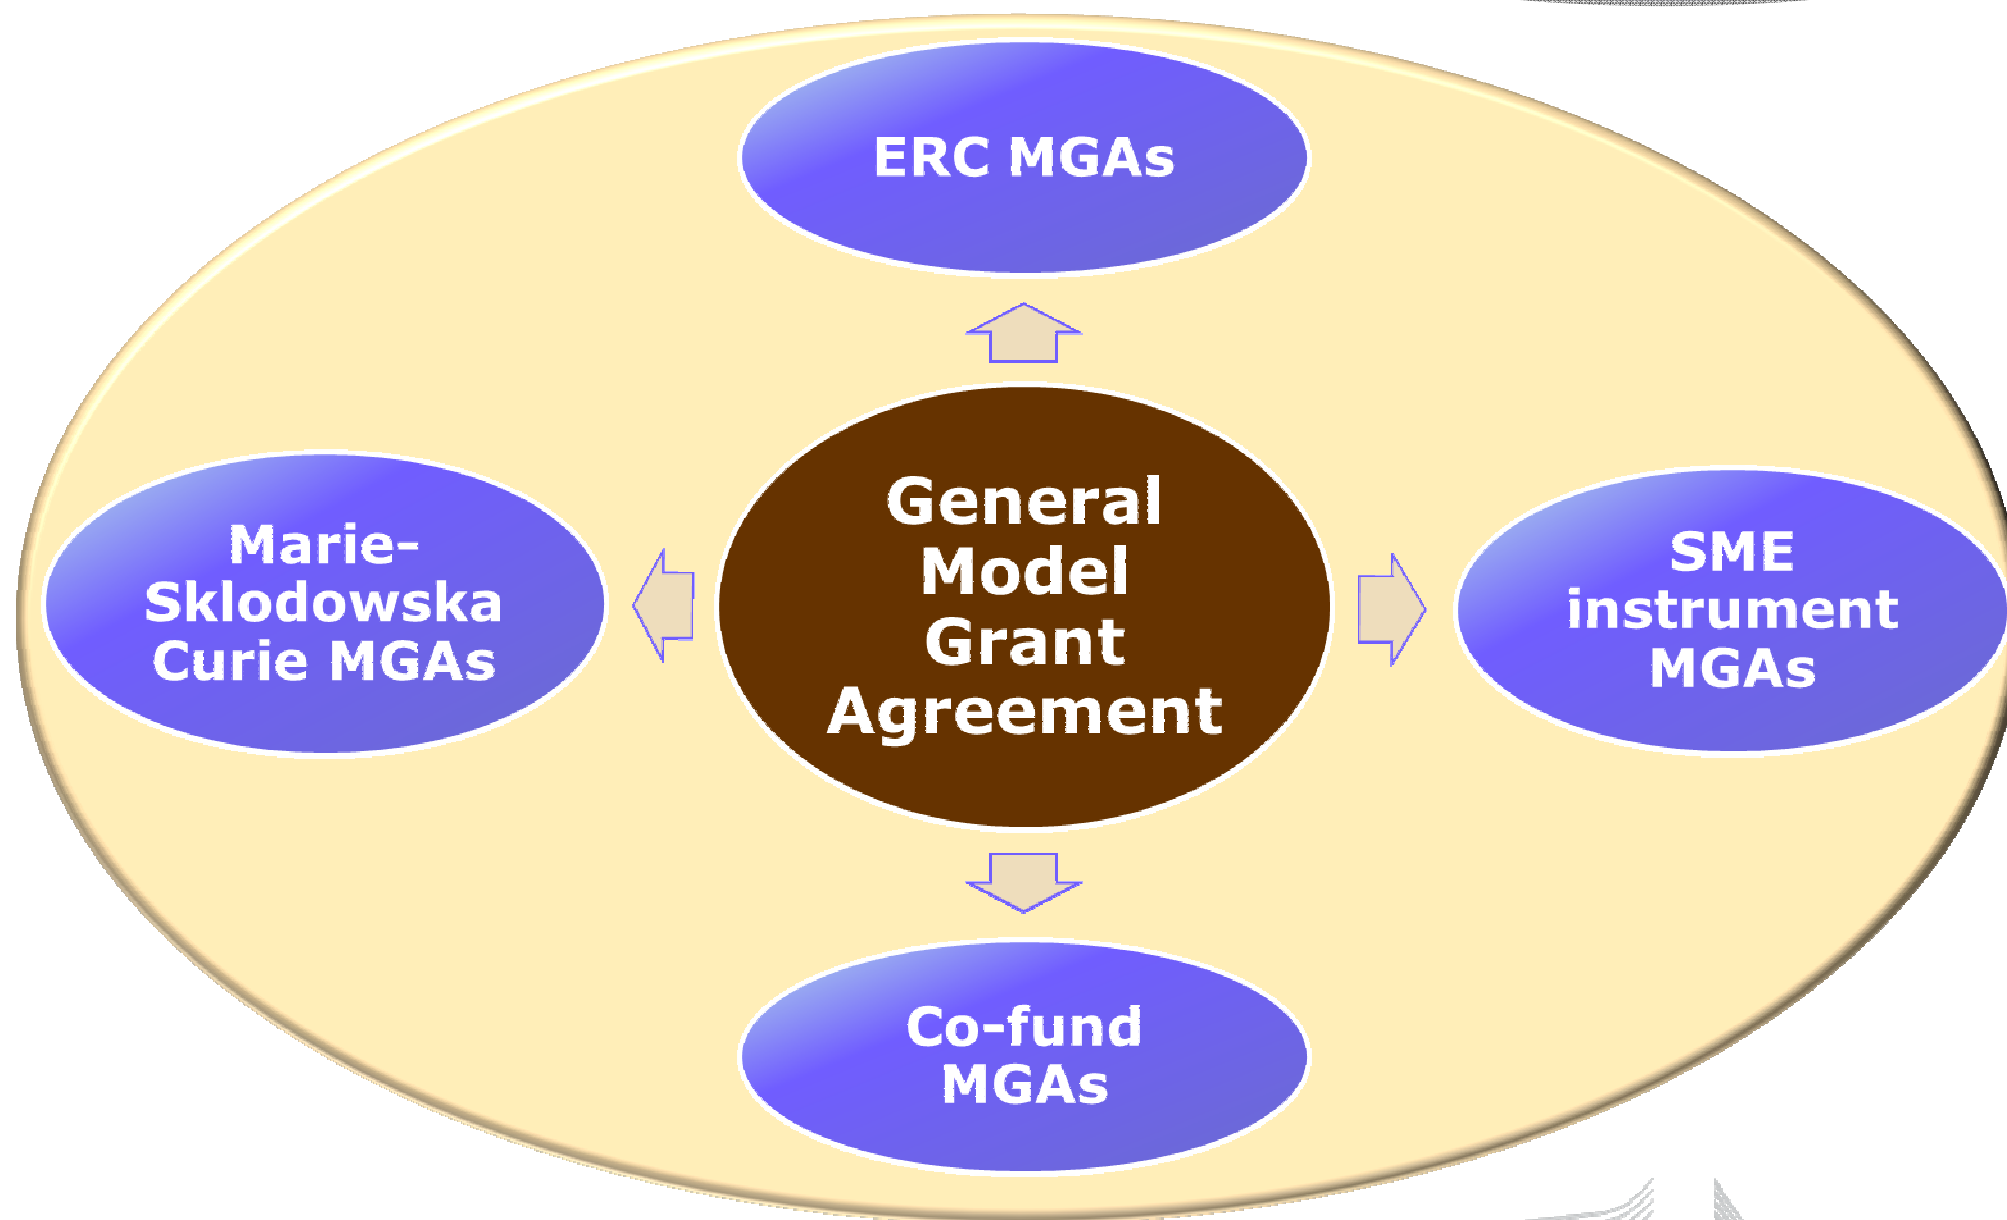 ERC MGAs
Marie-
Sklodowska
Curie MGAs
General
Model
Grant
Agreement
SME
instrument
MGAs
Co-fund
MGAs